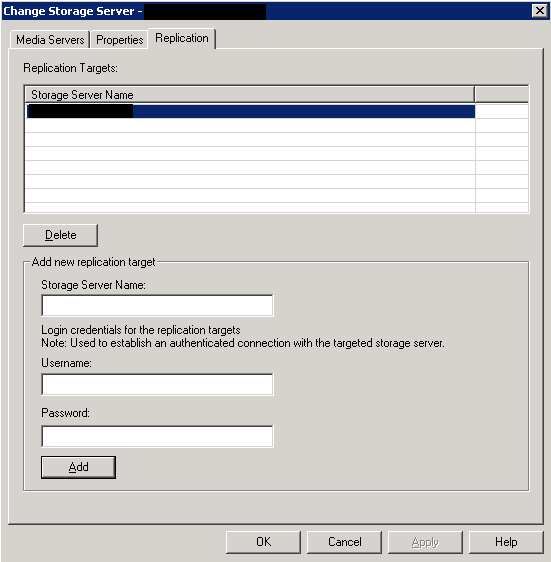 Change Storage Server -
Media Servers Properties Replication
Replication Targets:
Storage Server Name
Delete
Add new replication target
Storage Server Name:
Login credentials for the replication targets
Note: Used to establish an authenticated connection with the targeted storage server.
Username:
Password:
Add
OK Cancel Apply Help